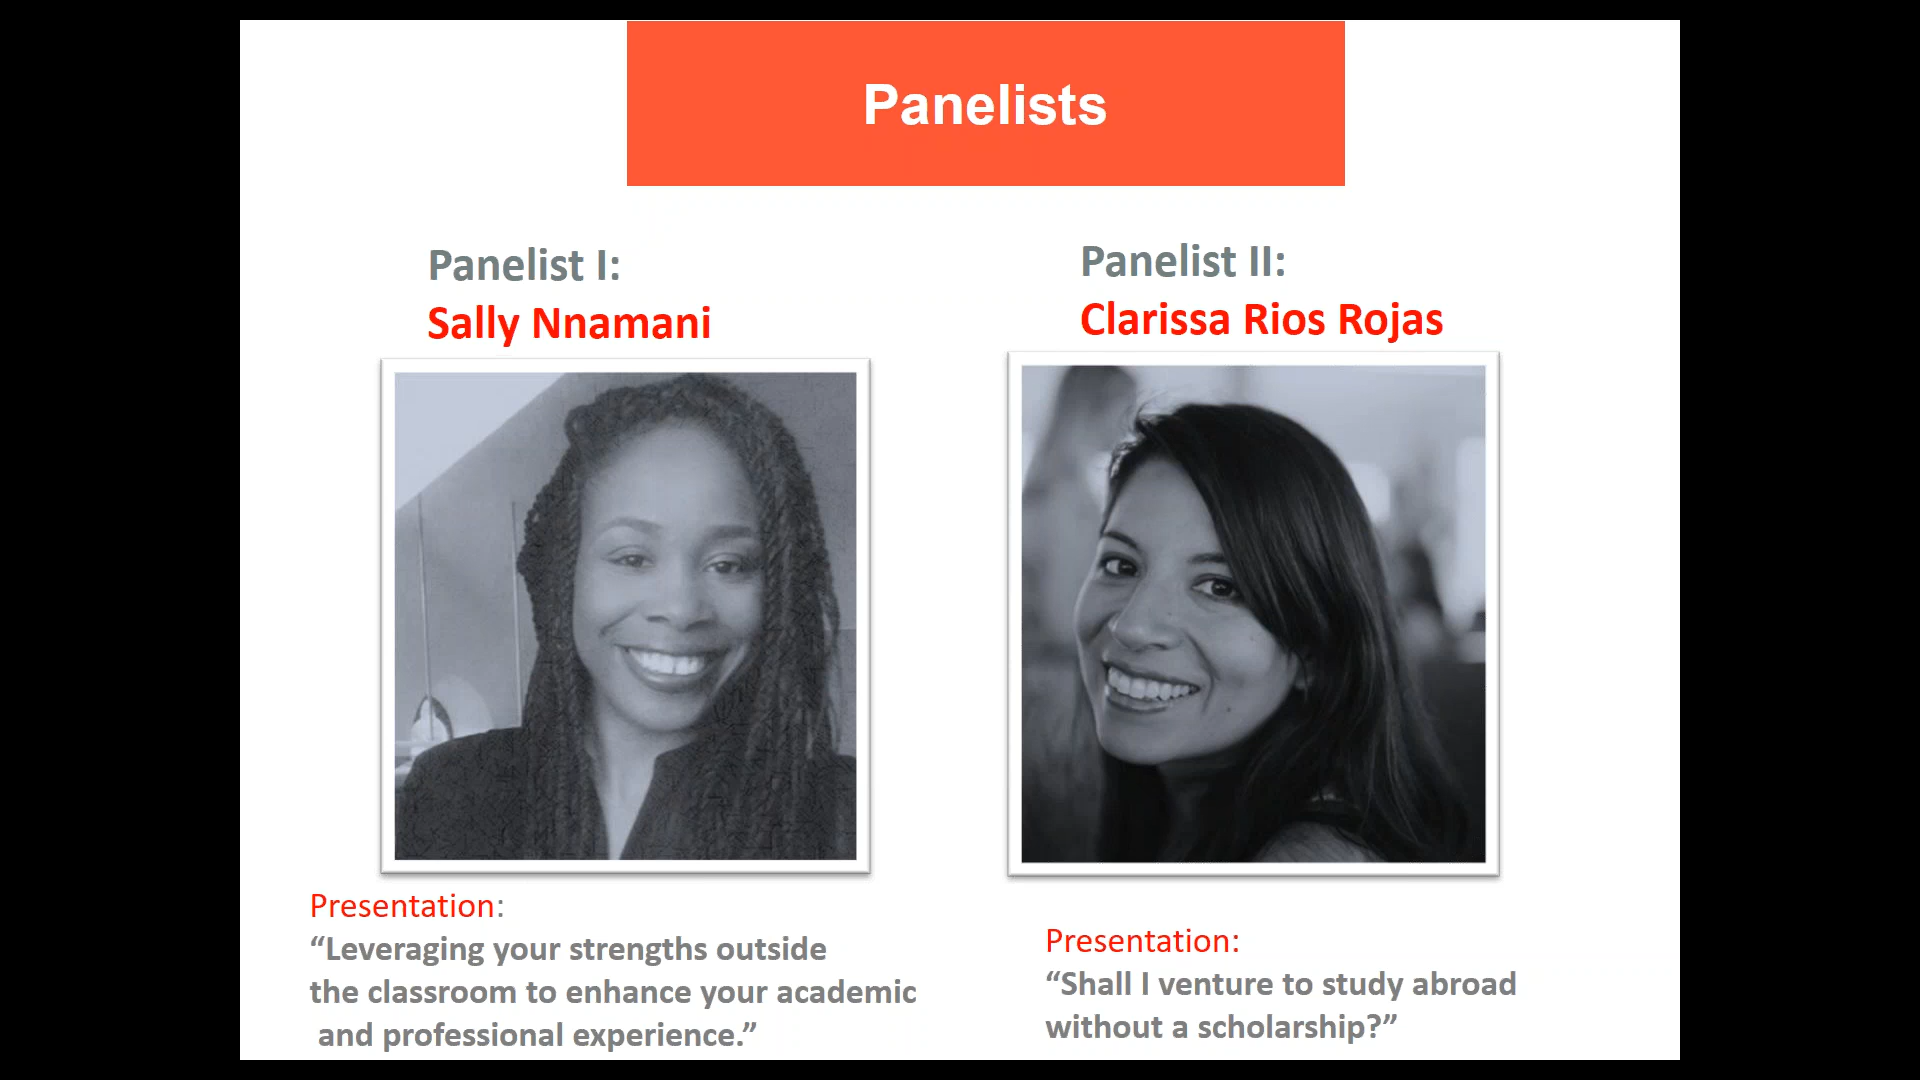 Panelists
Panelist I:
Sally Nnamani
Panelist II:
Clarissa Rios Rojas
Presentation:
“Leveraging your strengths outside
the classroom to enhance your academic
and professional experience.”
Presentation:
“Shall I venture to study abroad
without a scholarship?”